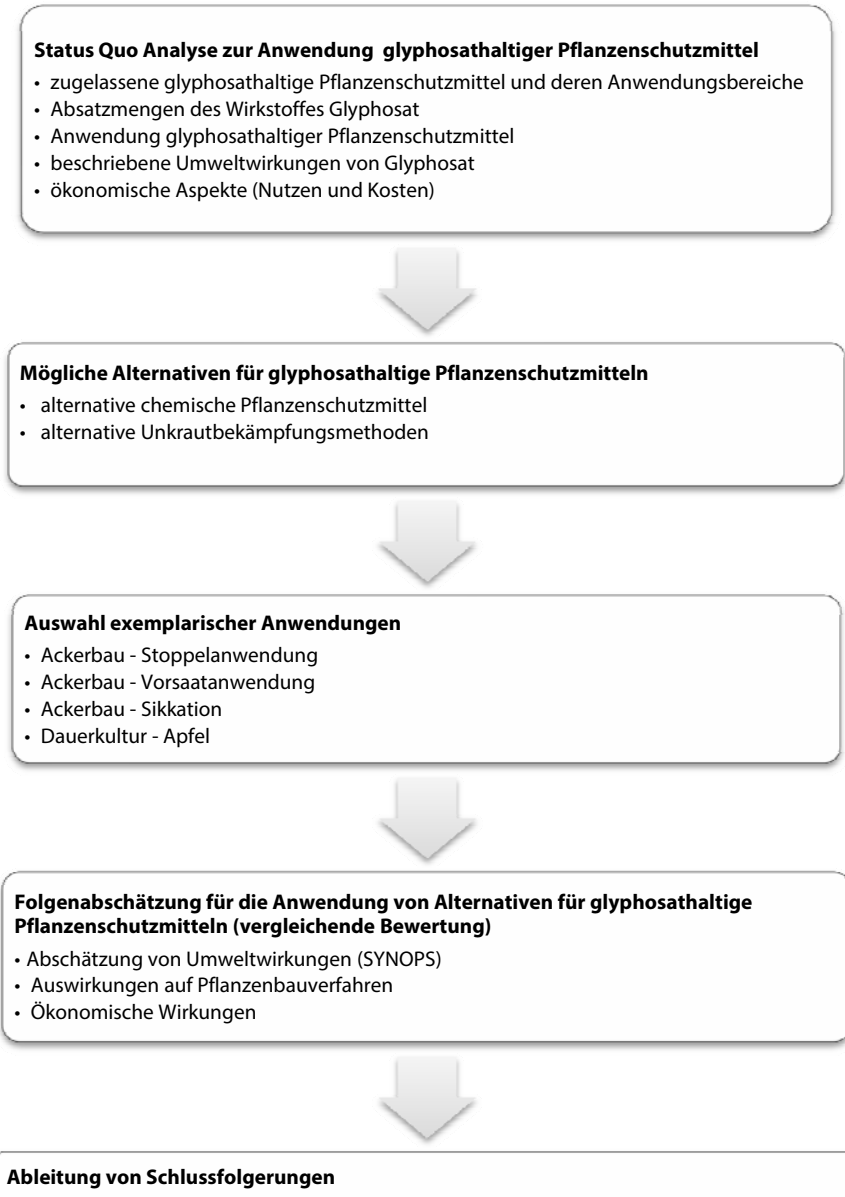 Status Quo Analyse zur Anwendung glyphosathaltiger Pflanzenschutzmittel
• zugelassene glyphosathaltige Pflanzenschutzmittel und deren Anwendungsbereiche
• Absatzmengen des Wirkstoffes Glyphosat
• Anwendung glyphosathaltiger Pflanzenschutzmittel
• beschriebene Umweltwirkungen von Glyphosat
• ökonomische Aspekte (Nutzen und Kosten)
Mögliche Alternativen für glyphosathaltige Pflanzenschutzmitteln
• alternative chemische Pflanzenschutzmittel
• alternative Unkrautbekämpfungsmethoden
Auswahl exemplarischer Anwendungen
• Ackerbau - Stoppelanwendung
• Ackerbau - Vorsaatanwendung
• Ackerbau - Sikkation
• Dauerkultur - Apfel
Folgenabschätzung für die Anwendung von Alternativen für glyphosathaltige
Pflanzenschutzmitteln (vergleichende Bewertung)
• Abschätzung von Umweltwirkungen (SYNOPS)
• Auswirkungen auf Pflanzenbauverfahren
• Ökonomische Wirkungen
Ableitung von Schlussfolgerungen